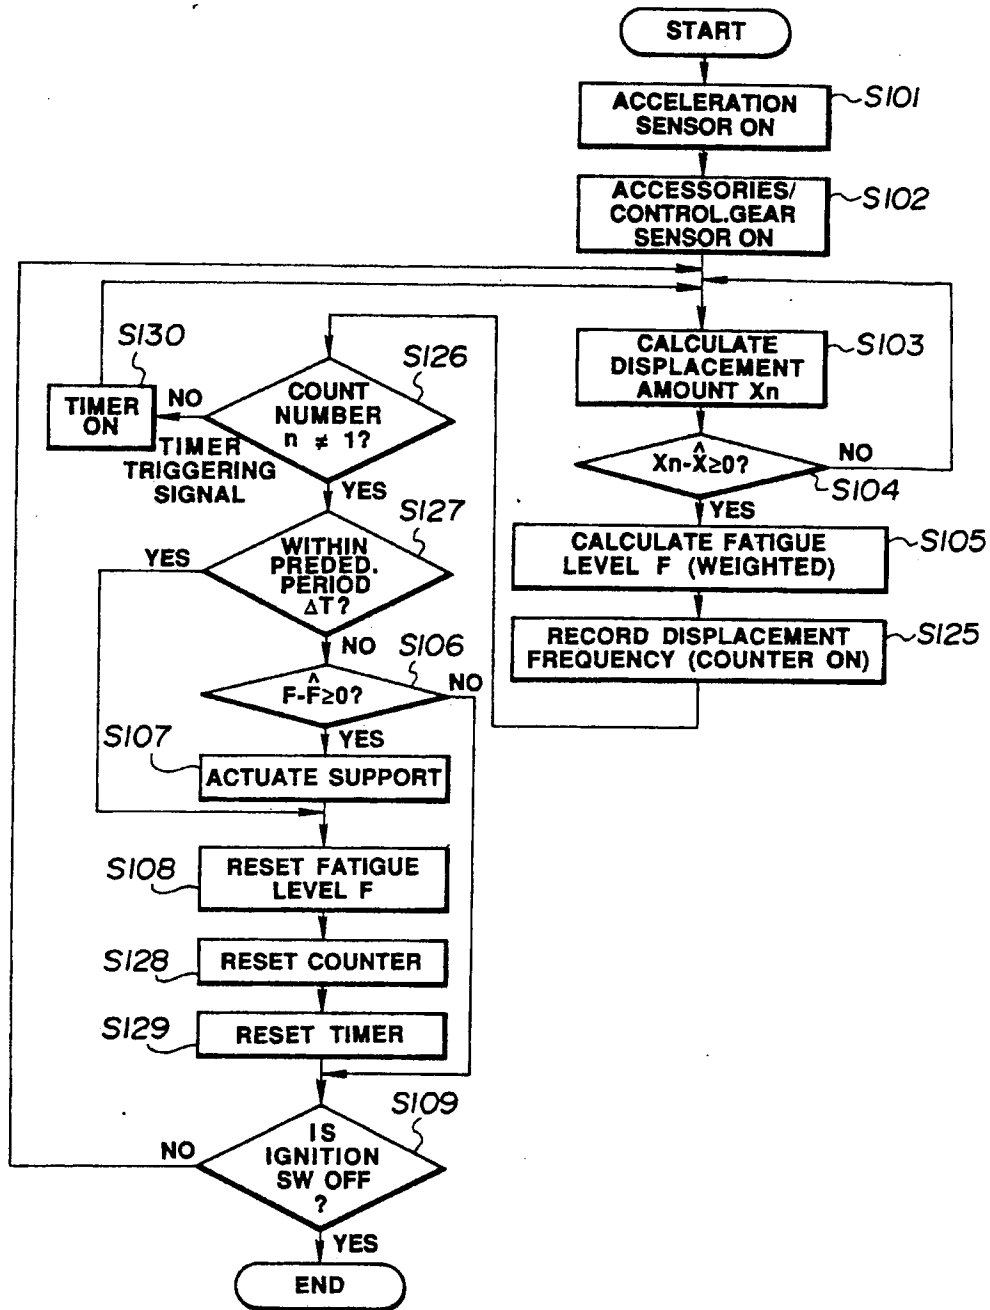 START
ACCELERATION
SENSOR ON
S101
ACCESSORIES/
CONTROL.GEAR
SENSOR ON
S102
CALCULATE
DISPLACEMENT
AMOUNT Xn
S103
Xn-X̂≥0?
NO
S104
YES
CALCULATE FATIGUE
LEVEL F (WEIGHTED)
S105
RECORD DISPLACEMENT
FREQUENCY (COUNTER ON)
S125
S130
TIMER
ON
NO
TIMER
TRIGGERING
SIGNAL
COUNT
NUMBER
n ≠ 1?
S126
YES
S127
YES
WITHIN
PREDED.
PERIOD
ΔT?
NO
S106
F-F̂≥0?
NO
YES
S107
ACTUATE SUPPORT
S108
RESET FATIGUE
LEVEL F
S128
RESET COUNTER
S129
RESET TIMER
S109
NO
IS
IGNITION
SW OFF
?
YES
END